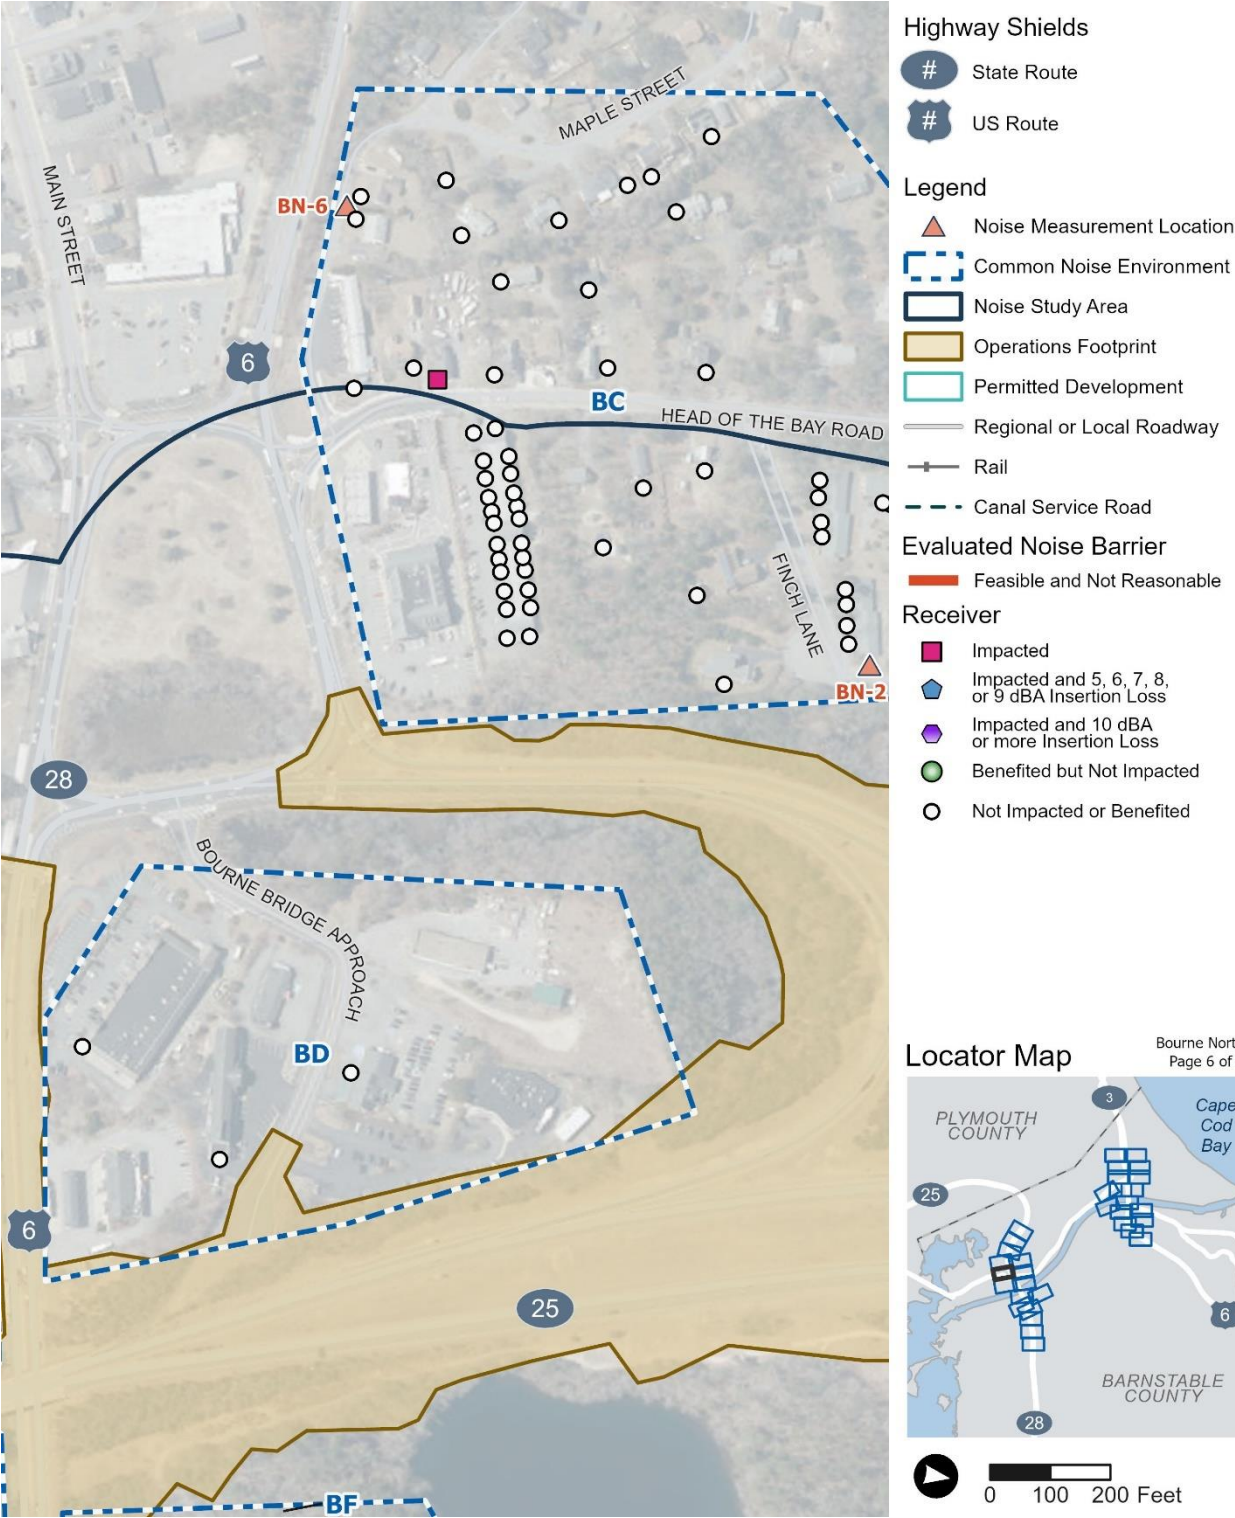 MAPLE STREET
MAIN STREET
BN-6
6
BC
HEAD OF THE BAY ROAD
FINCH LANE
BN-2
28
BOURNE BRIDGE APPROACH
BD
6
25
BF
Highway Shields
# State Route
# US Route
Legend
Noise Measurement Location
Common Noise Environment
Noise Study Area
Operations Footprint
Permitted Development
Regional or Local Roadway
Rail
Canal Service Road
Evaluated Noise Barrier
Feasible and Not Reasonable
Receiver
Impacted
Impacted and 5, 6, 7, 8,
or 9 dBA Insertion Loss
Impacted and 10 dBA
or more Insertion Loss
Benefited but Not Impacted
Not Impacted or Benefited
Locator Map
Bourne Nort
Page 6 of
3
PLYMOUTH
COUNTY
Cape
Cod
Bay
25
6
BARNSTABLE
COUNTY
28
0 100 200 Feet